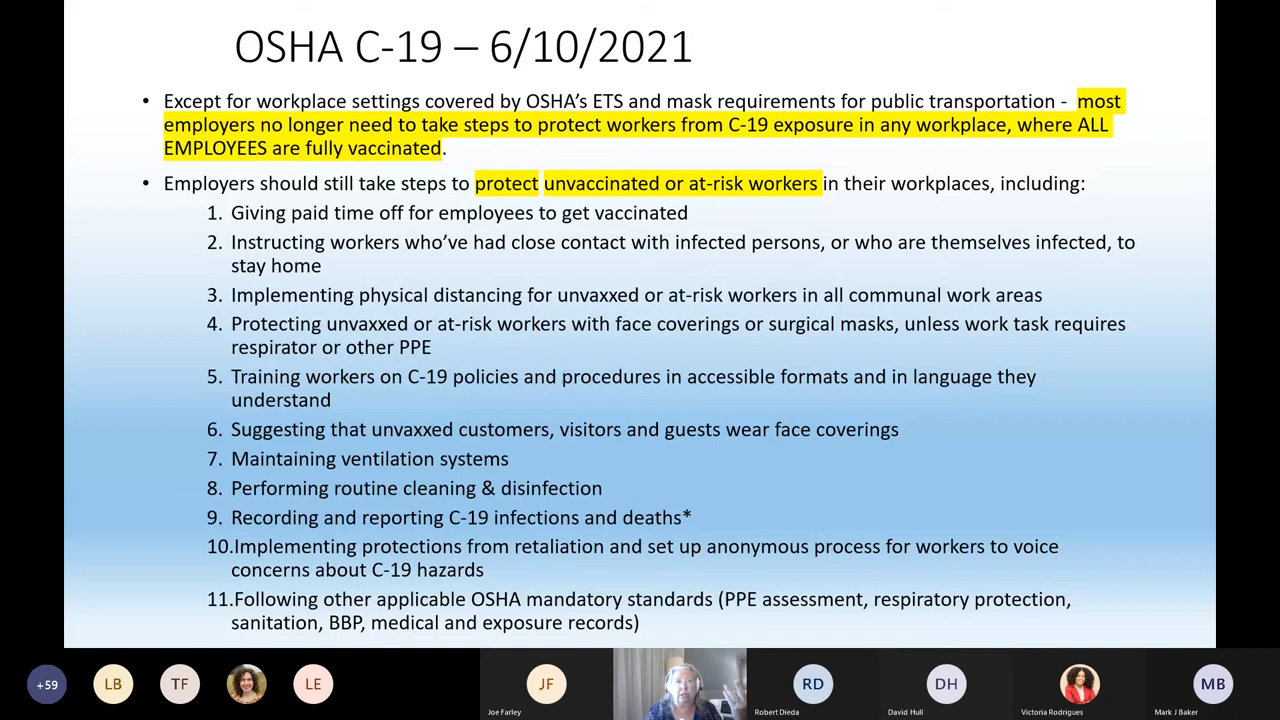 OSHA C-19 – 6/10/2021
• Except for workplace settings covered by OSHA's ETS and mask requirements for public transportation - most
employers no longer need to take steps to protect workers from C-19 exposure in any workplace, where ALL
EMPLOYEES are fully vaccinated.
• Employers should still take steps to protect unvaccinated or at-risk workers in their workplaces, including:
1. Giving paid time off for employees to get vaccinated
2. Instructing workers who've had close contact with infected persons, or who are themselves infected, to
stay home
3. Implementing physical distancing for unvaxxed or at-risk workers in all communal work areas
4. Protecting unvaxxed or at-risk workers with face coverings or surgical masks, unless work task requires
respirator or other PPE
5. Training workers on C-19 policies and procedures in accessible formats and in language they
understand
6. Suggesting that unvaxxed customers, visitors and guests wear face coverings
7. Maintaining ventilation systems
8. Performing routine cleaning & disinfection
9. Recording and reporting C-19 infections and deaths*
10.Implementing protections from retaliation and set up anonymous process for workers to voice
concerns about C-19 hazards
11.Following other applicable OSHA mandatory standards (PPE assessment, respiratory protection,
sanitation, BBP, medical and exposure records)
+59 LB TF LE JF RD DH MB
Joe Farley Robert Dieda David Hull Victoria Rodrigues Mark J Baker